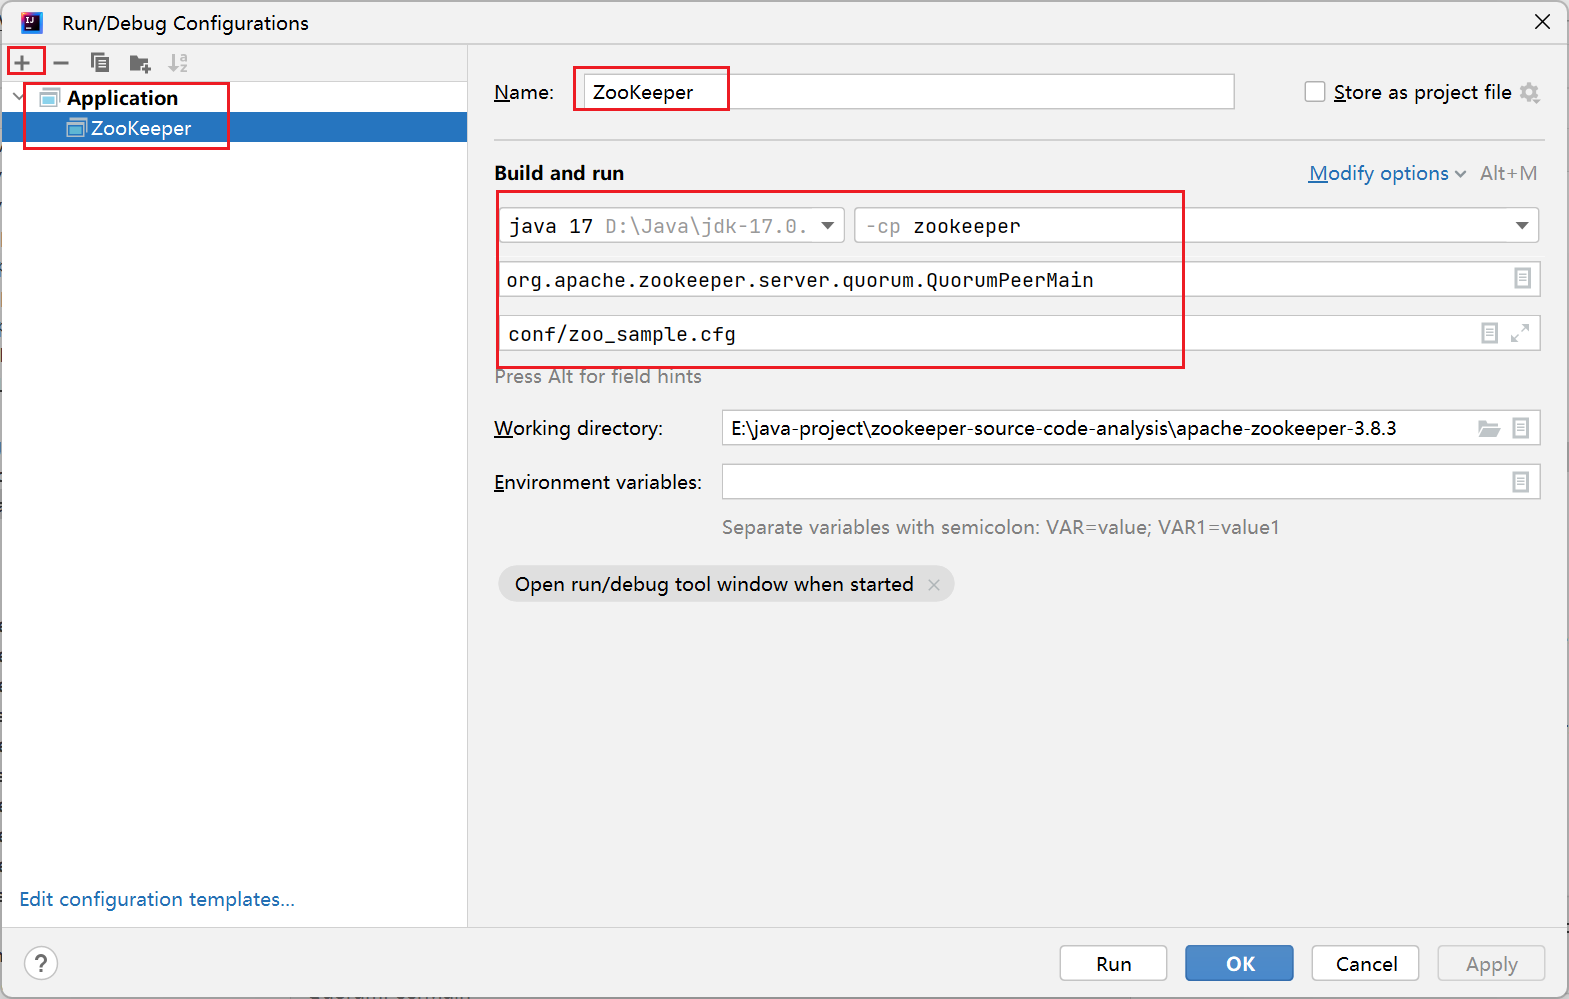 Run/Debug Configurations
Application
ZooKeeper
Name: ZooKeeper
Store as project file
Build and run
Modify options Alt+M
java 17 D:\Java\jdk-17.0.
-cp zookeeper
org.apache.zookeeper.server.quorum.QuorumPeerMain
conf/zoo_sample.cfg
Press Alt for field hints
Working directory: E:\java-project\zookeeper-source-code-analysis\apache-zookeeper-3.8.3
Environment variables:
Separate variables with semicolon: VAR=value; VAR1=value1
Open run/debug tool window when started
Edit configuration templates...
?
Run
OK
Cancel
Apply